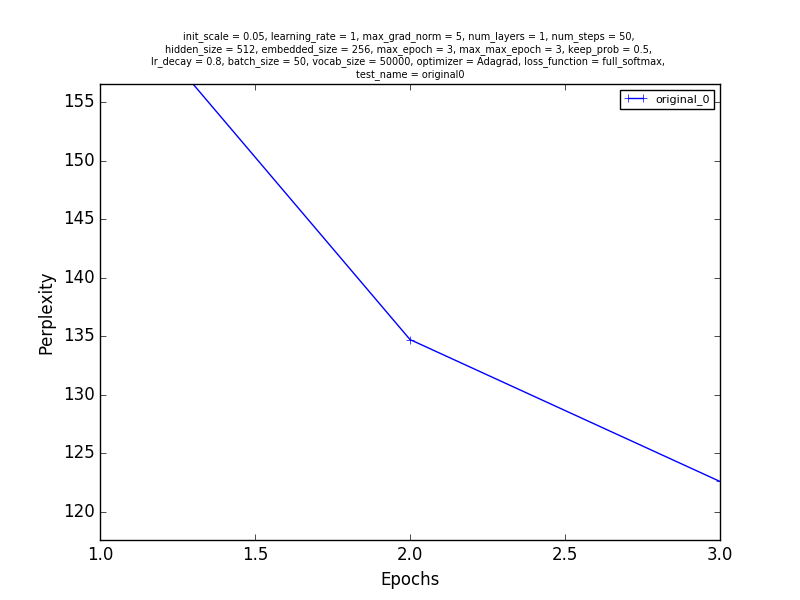 init_scale = 0.05, learning_rate = 1, max_grad_norm = 5, num_layers = 1, num_steps = 50,
hidden_size = 512, embedded_size = 256, max_epoch = 3, max_max_epoch = 3, keep_prob = 0.5,
lr_decay = 0.8, batch_size = 50, vocab_size = 50000, optimizer = Adagrad, loss_function = full_softmax,
test_name = original0
original_0
155
150
145
140
135
130
125
120
Perplexity
1.0 1.5 2.0 2.5 3.0
Epochs